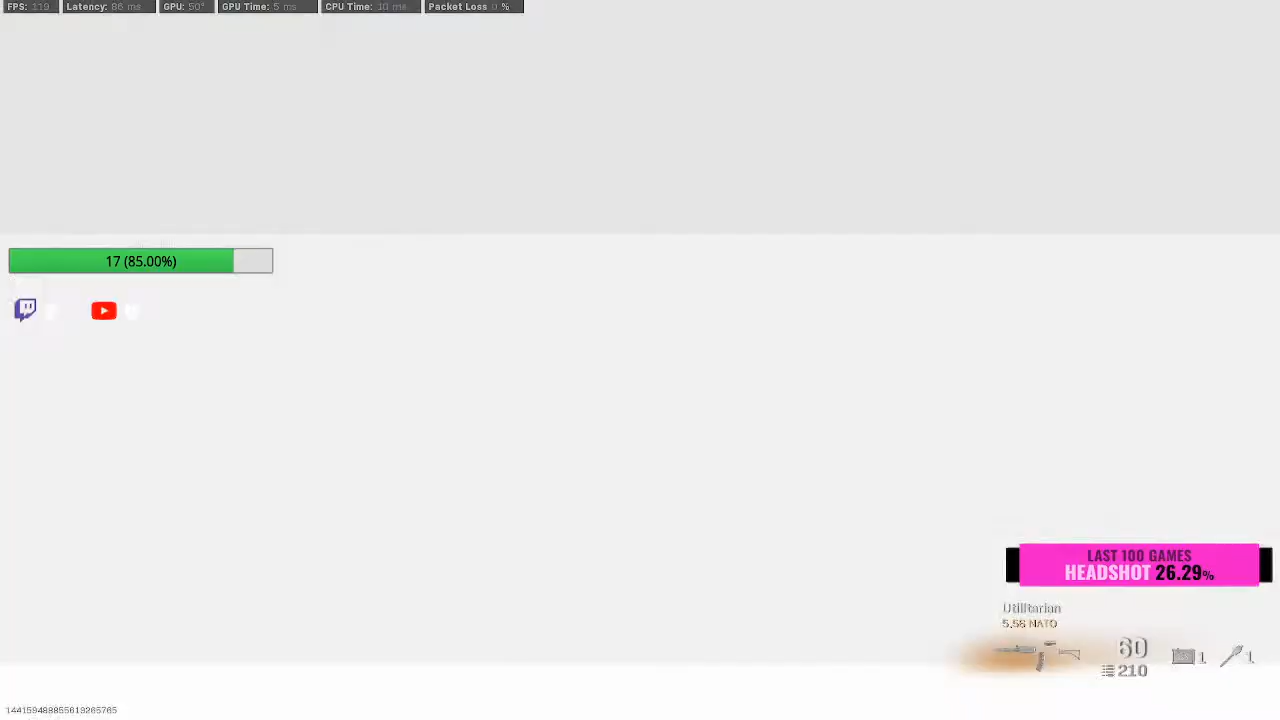 FPS: 119 Latency: 86 ms GPU: 50° GPU Time: 5 ms CPU Time: 10 ms Packet Loss 0 %
17 (85.00%)
LAST 100 GAMES
HEADSHOT 26.29%
Utilitarian
5.56 NATO
60
210
1 1
144159488855619265765